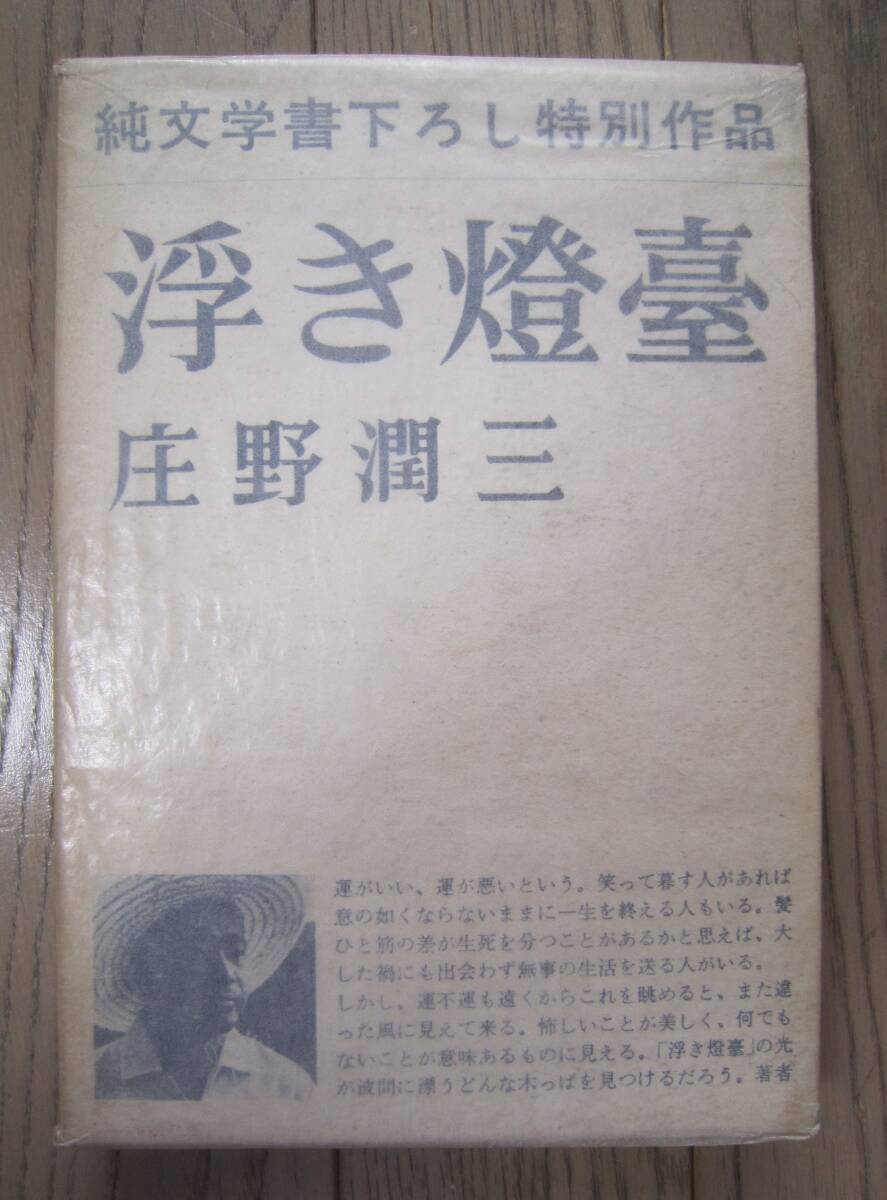 純文学書下ろし特別作品
浮き燈臺
庄野潤三
運がいい、運が悪いという。笑って暮す人があれば
意の如くならないままに一生を終える人もいる。髪
ひと筋の差が生死を分つことがあるかと思えば、大
した禍にも出会わず無事の生活を送る人がいる。
しかし、運不運も遠くからこれを眺めると、また違
った風に見えて来る。怖しいことが美しく、何でも
ないことが意味あるものに見える。「浮き燈臺」の光
が波間に漂うどんな木っぱを見つけるだろう。著者